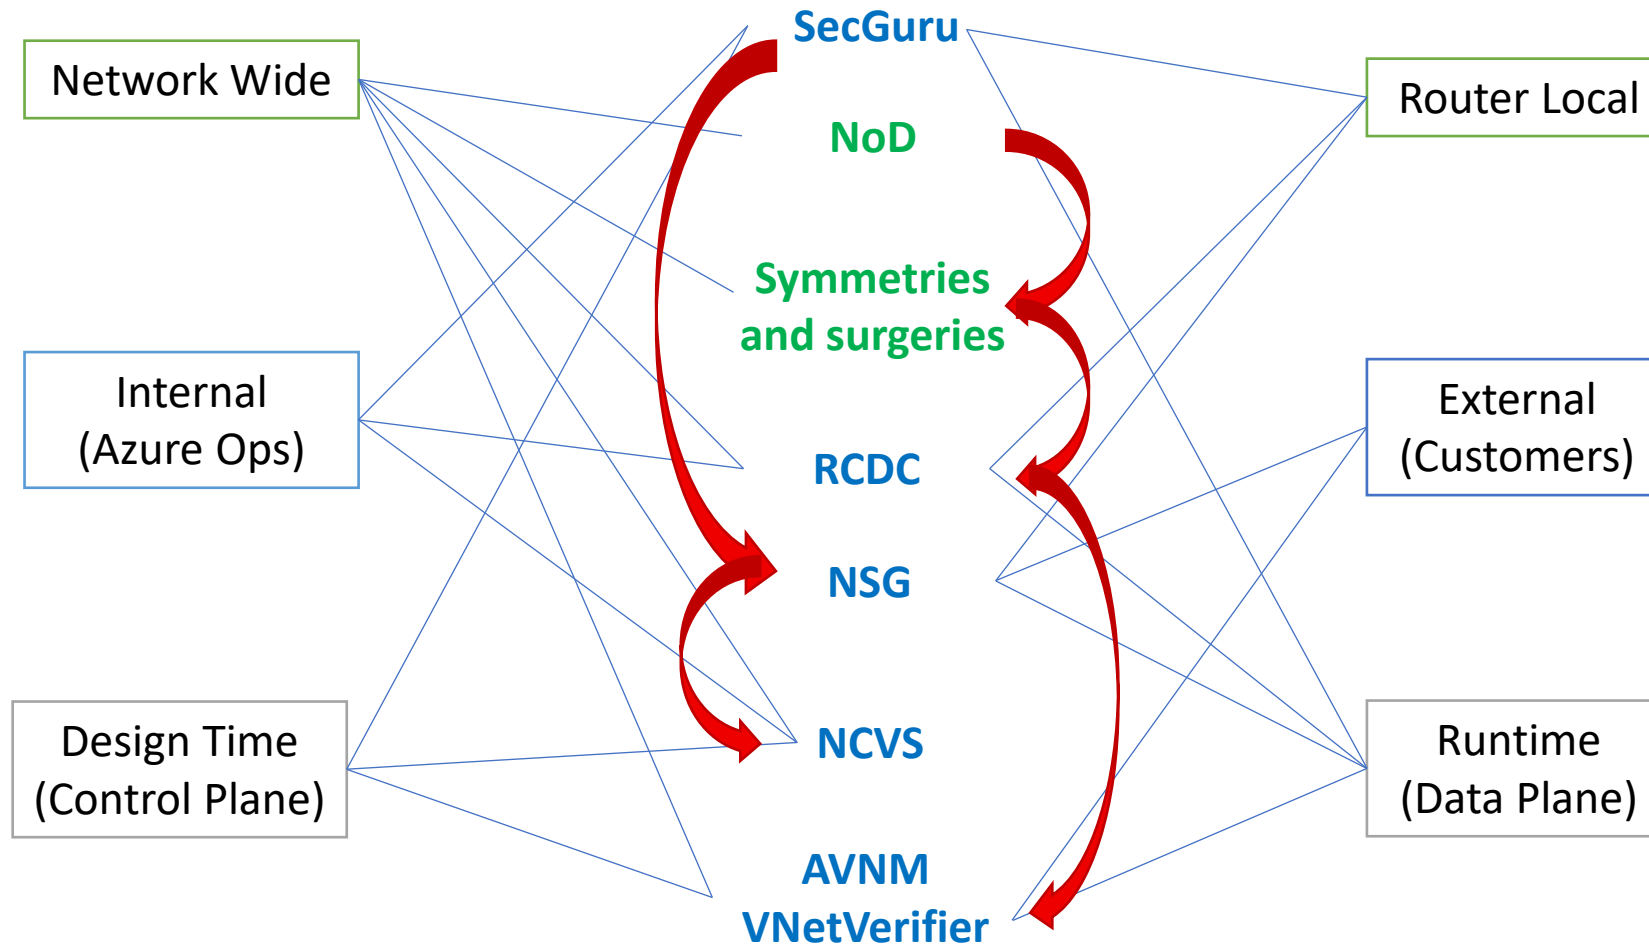 SecGuru
Network Wide
Router Local
NoD
Symmetries
and surgeries
Internal
(Azure Ops)
External
(Customers)
RCDC
NSG
Design Time
(Control Plane)
NCVS
Runtime
(Data Plane)
AVNM
VNetVerifier